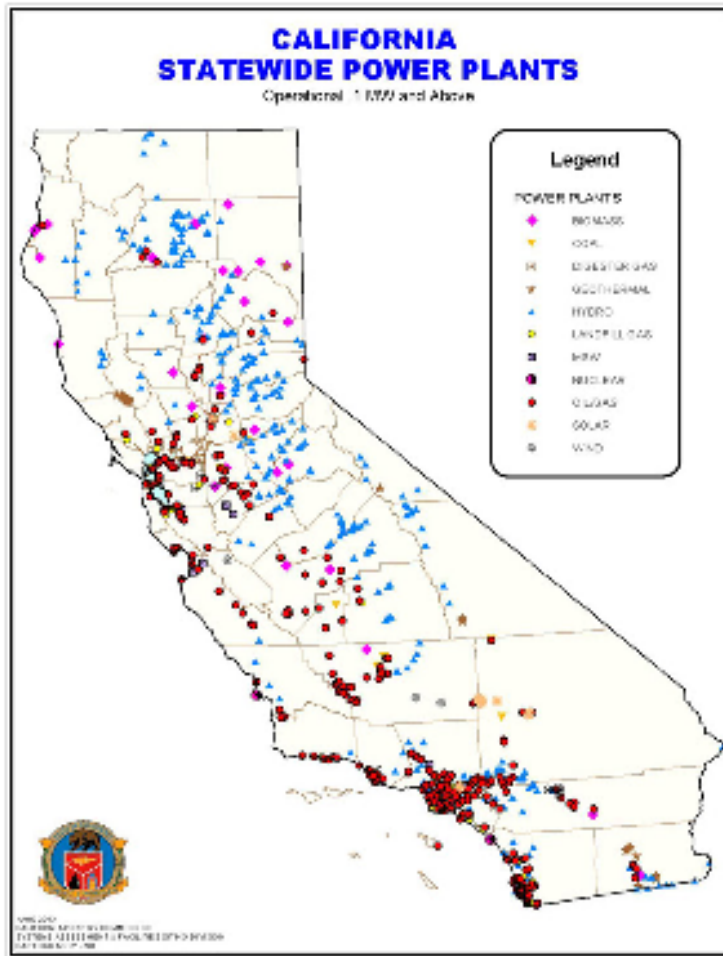 CALIFORNIA
STATEWIDE POWER PLANTS
Operational 1 MW and Above
Legend
POWER PLANTS
BIOMASS
COAL
DIGESTER GAS
GEOTHERMAL
HYDRO
LANDFILL GAS
MSW
NUCLEAR
OIL/GAS
SOLAR
WIND